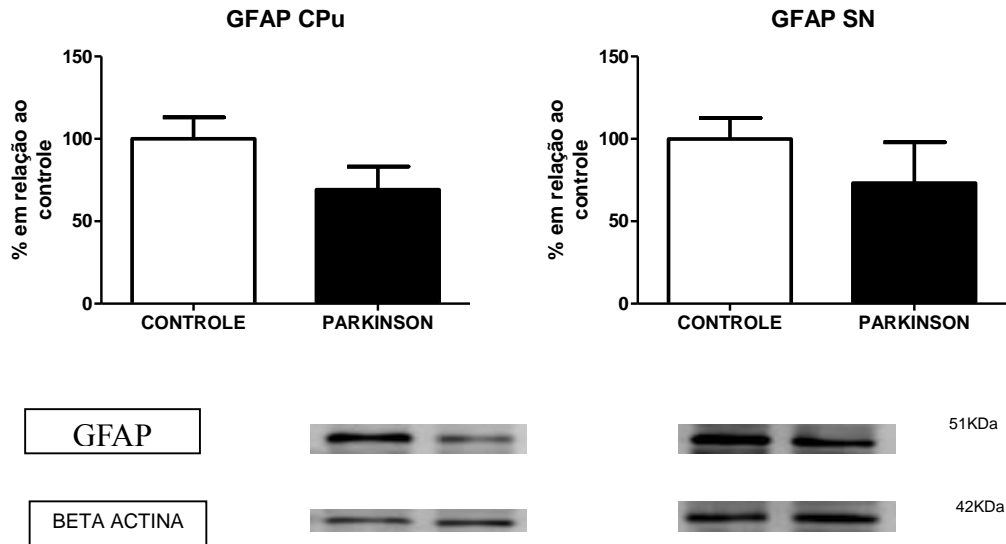 GFAP CPu
% em relação ao
controle
150
100
50
0
CONTROLE
PARKINSON
GFAP SN
% em relação ao
controle
150
100
50
0
CONTROLE
PARKINSON
GFAP
51KDa
BETA ACTINA
42KDa